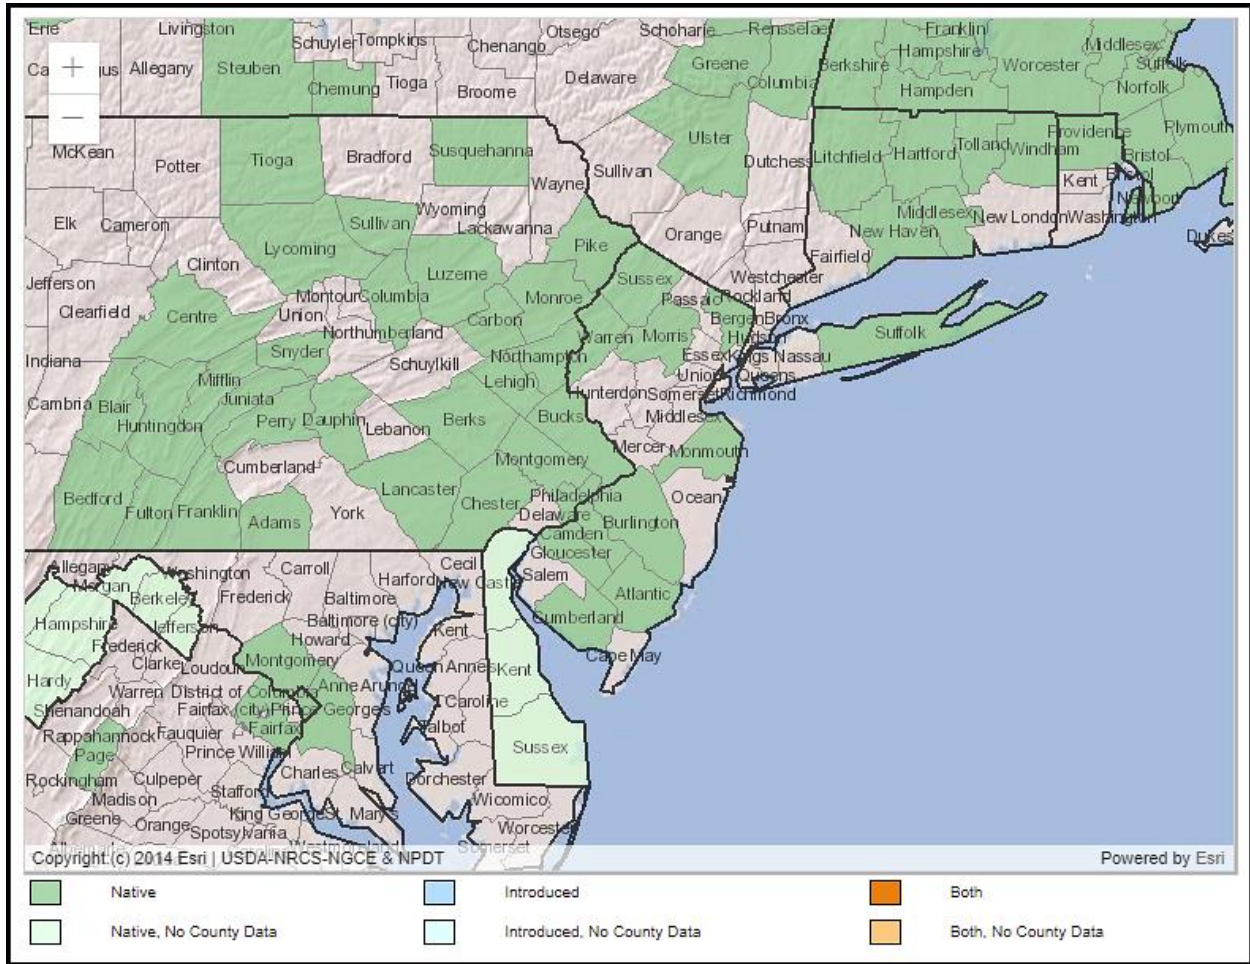 Erie Livingston Schuyler Tompkins Otsego Schoharie Rensselaer Franklin
Chenango Hampshire Middlesex
+ Allegany Steuben Tioga Delaware Greene Berkshire Worcester Suffolk
Chemung Broome Columbia Hampden Norfolk
−
McKean Tioga Bradford Susquehanna Ulster Litchfield Hartford Tolland Windham Providence Plymouth
Potter Sullivan Dutchess Bristol
Wayne Kent Bristol
Elk Cameron Sullivan Wyoming Lackawanna Orange Putnam Middlesex New London Washington Newport
Lycoming Pike New Haven Dukes
Jefferson Clinton Luzerne Sussex Westchester Fairfield
Clearfield Centre Union Montour Columbia Monroe Passaic Rockland
Northumberland Carbon Warren Morris Bergen Bronx Suffolk
Indiana Snyder Schuylkill Northampton Essex Hudson Kings Nassau
Mifflin Lehigh Union Queens
Cambria Blair Juniata Hunterdon Somerset Richmond
Huntingdon Perry Dauphin Lebanon Berks Bucks Middlesex
Cumberland Montgomery Mercer Monmouth
Bedford Fulton Franklin Adams York Lancaster Chester Philadelphia Ocean
Delaware Camden Burlington
Allegany Washington Carroll Cecil Gloucester
Morgan Berkeley Frederick Harford New Castle Salem Atlantic
Hampshire Jefferson Baltimore Cumberland
Baltimore (city)
Frederick Howard Kent
Clarke Loudoun Montgomery Queen Annes Kent Cape May
Hardy Warren District of Columbia Anne Arundel Caroline
Shenandoah Fairfax (city) Prince Georges Talbot
Rappahannock Fauquier Fairfax
Page Prince William Sussex
Rockingham Culpeper Charles Calvert Dorchester
Madison Stafford Wicomico
Greene Orange King George St. Marys
Spotsylvania Worcester
Westmoreland Somerset
Copyright:(c) 2014 Esri | USDA-NRCS-NGCE & NPDT Powered by Esri
Native Introduced Both
Native, No County Data Introduced, No County Data Both, No County Data